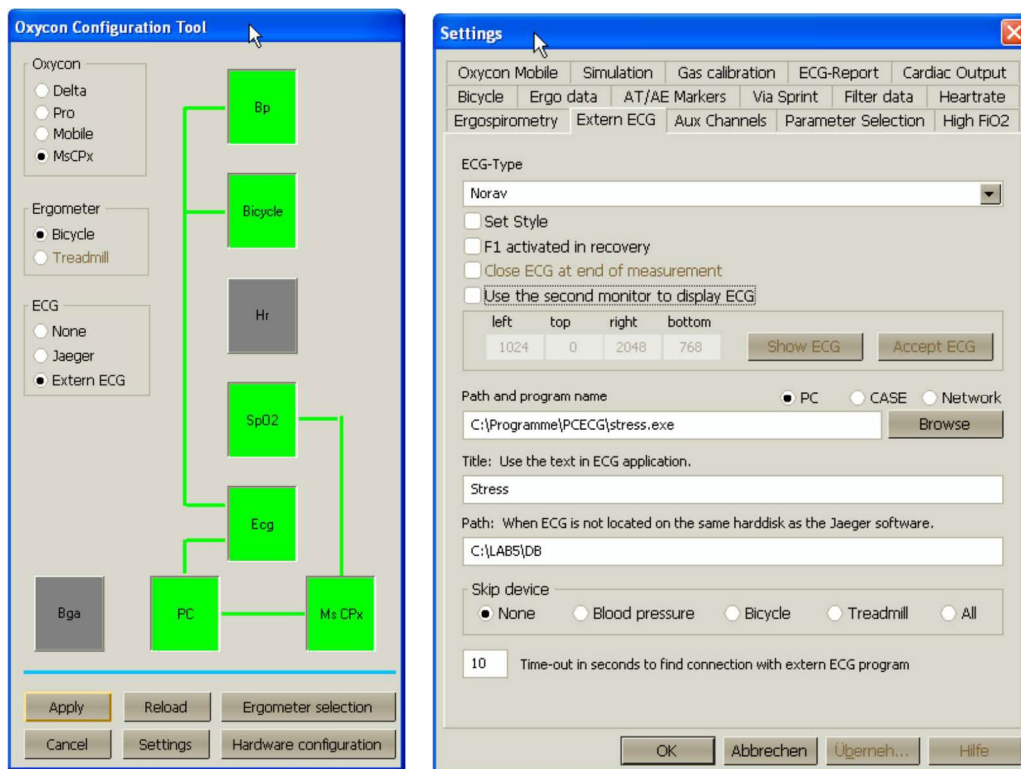 Oxycon Configuration Tool
Oxycon
Delta
Pro
Mobile
MsCPx
Ergometer
Bicycle
Treadmill
ECG
None
Jaeger
Extern ECG
Bp
Bicycle
Hr
SpO2
Ecg
Bga
PC
Ms CPx
Apply
Reload
Ergometer selection
Cancel
Settings
Hardware configuration
Settings
Oxycon Mobile
Simulation
Gas calibration
ECG-Report
Cardiac Output
Bicycle
Ergo data
AT/AE Markers
Via Sprint
Filter data
Heartrate
Ergospirometry
Extern ECG
Aux Channels
Parameter Selection
High FiO2
ECG-Type
Norav
Set Style
F1 activated in recovery
Close ECG at end of measurement
Use the second monitor to display ECG
left top right bottom
1024 0 2048 768
Show ECG
Accept ECG
Path and program name
PC
CASE
Network
C:\Programme\PCECG\stress.exe
Browse
Title: Use the text in ECG application.
Stress
Path: When ECG is not located on the same harddisk as the Jaeger software.
C:\LAB5\DB
Skip device
None
Blood pressure
Bicycle
Treadmill
All
10 Time-out in seconds to find connection with extern ECG program
OK
Abbrechen
Überneh...
Hilfe